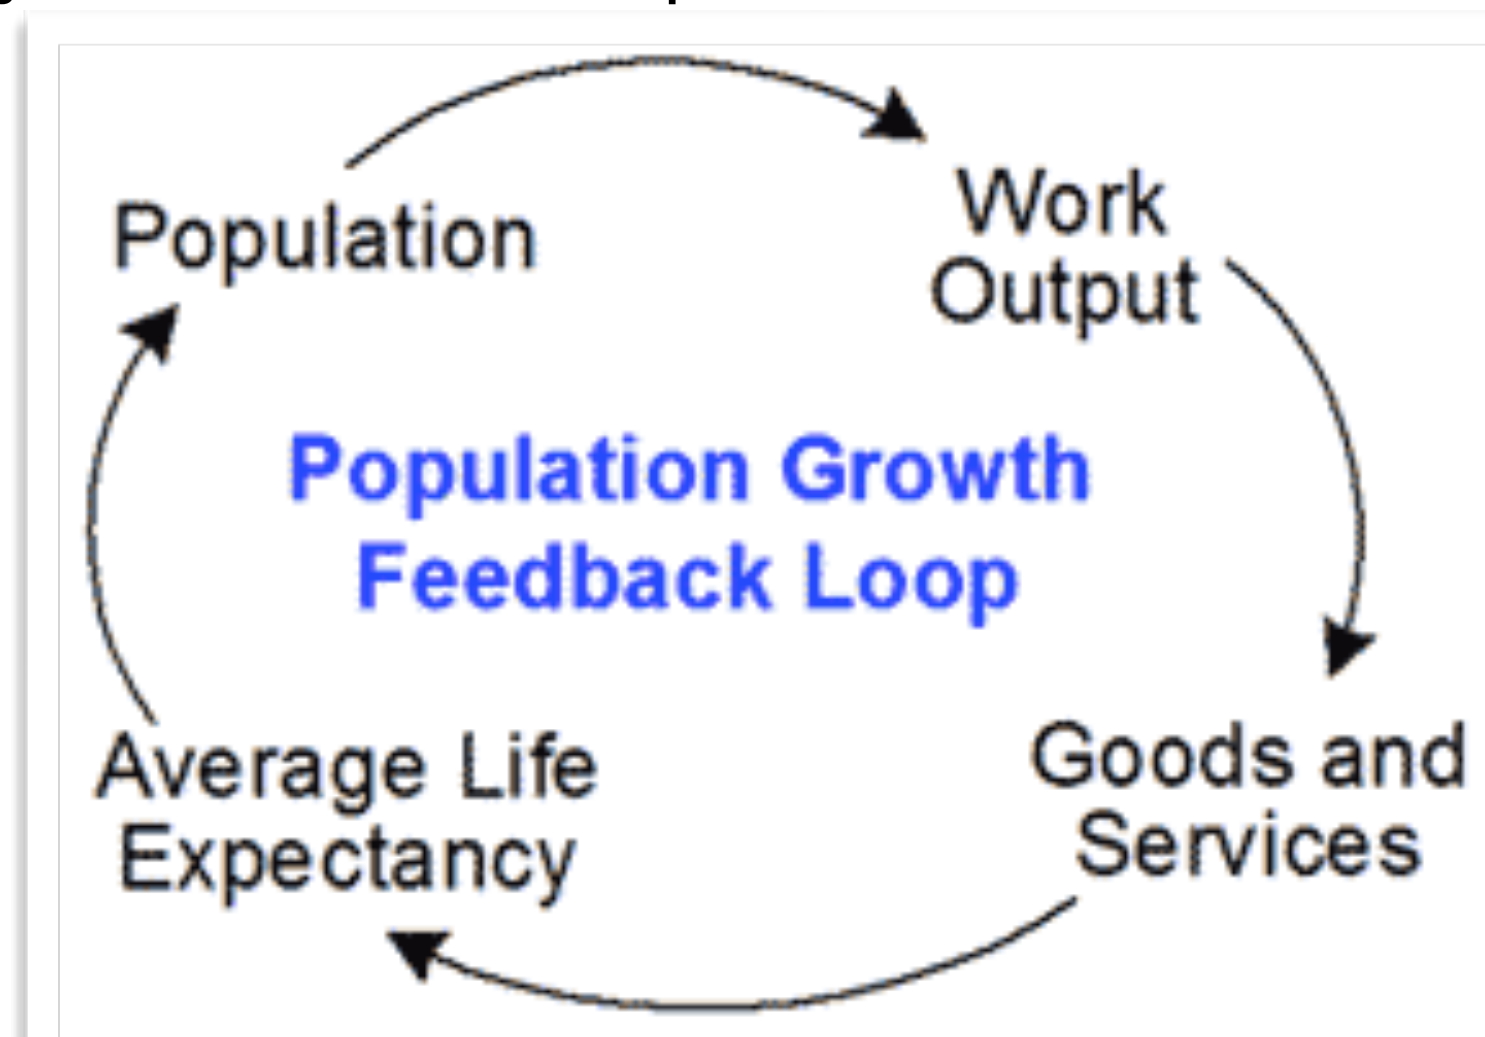 Population
Work
Output
Population Growth
Feedback Loop
Average Life
Expectancy
Goods and
Services